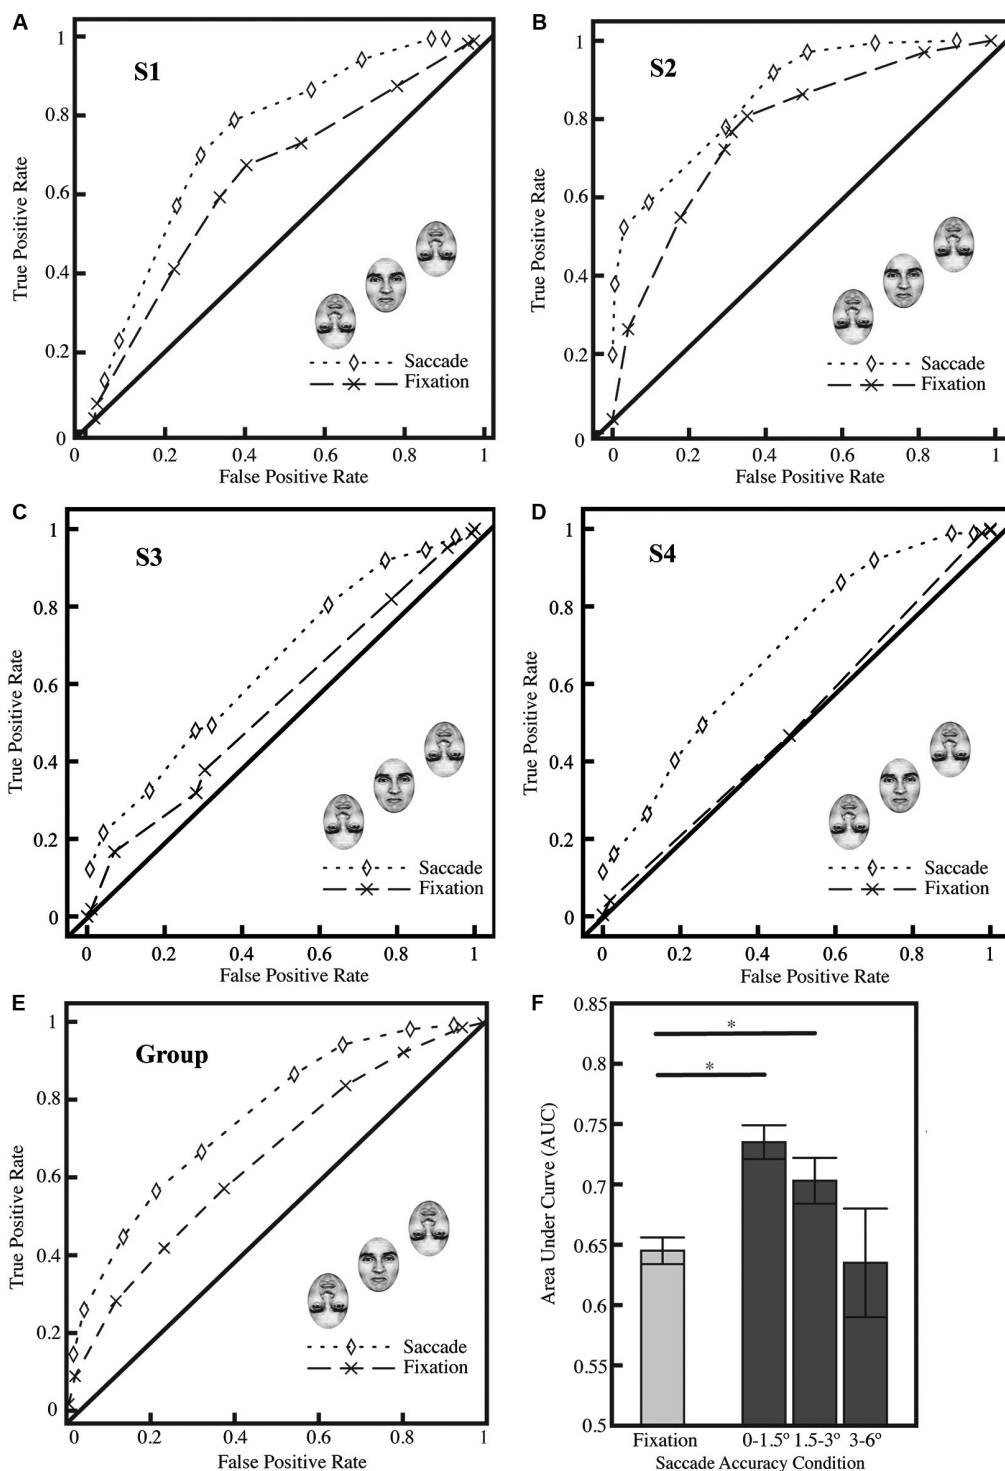 A
S1
1
0.8
0.6
0.4
0.2
0
True Positive Rate
0.2 0.4 0.6 0.8 1
False Positive Rate
Saccade
Fixation
B
S2
1
0.8
0.6
0.4
0.2
0
True Positive Rate
0 0.2 0.4 0.6 0.8 1
False Positive Rate
Saccade
Fixation
C
S3
1
0.8
0.6
0.4
0.2
0
True Positive Rate
0 0.2 0.4 0.6 0.8 1
False Positive Rate
Saccade
Fixation
D
S4
1
0.8
0.6
0.4
0.2
0
True Positive Rate
0 0.2 0.4 0.6 0.8 1
False Positive Rate
Saccade
Fixation
E
Group
1
0.8
0.6
0.4
0.2
0
True Positive Rate
0 0.2 0.4 0.6 0.8 1
False Positive Rate
Saccade
Fixation
F
0.85
0.8
0.75
0.7
0.65
0.6
0.55
0.5
Area Under Curve (AUC)
*
*
Fixation 0-1.5° 1.5-3° 3-6°
Saccade Accuracy Condition